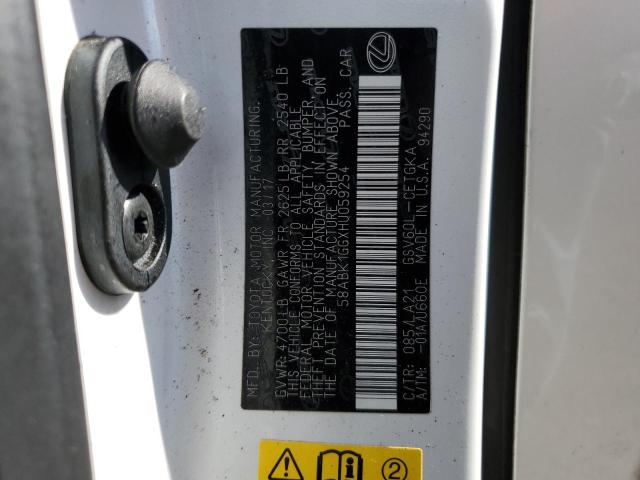 MFD. BY: TOYOTA MOTOR MANUFACTURING,
KENTUCKY, INC. 03/17
GVWR 4700LB GAWR FR 2625 LB RR 2540 LB
THIS VEHICLE CONFORMS TO ALL APPLICABLE
FEDERAL MOTOR VEHICLE SAFETY, BUMPER, AND
THEFT PREVENTION STANDARDS IN EFFECT ON
THE DATE OF MANUFACTURE SHOWN ABOVE.
58ABK1GGXHU059254 PASS. CAR
C/TR: 085/LA21 GSV60L-CETGKA
A/TM: -01A/U660E MADE IN U.S.A. 94290
2